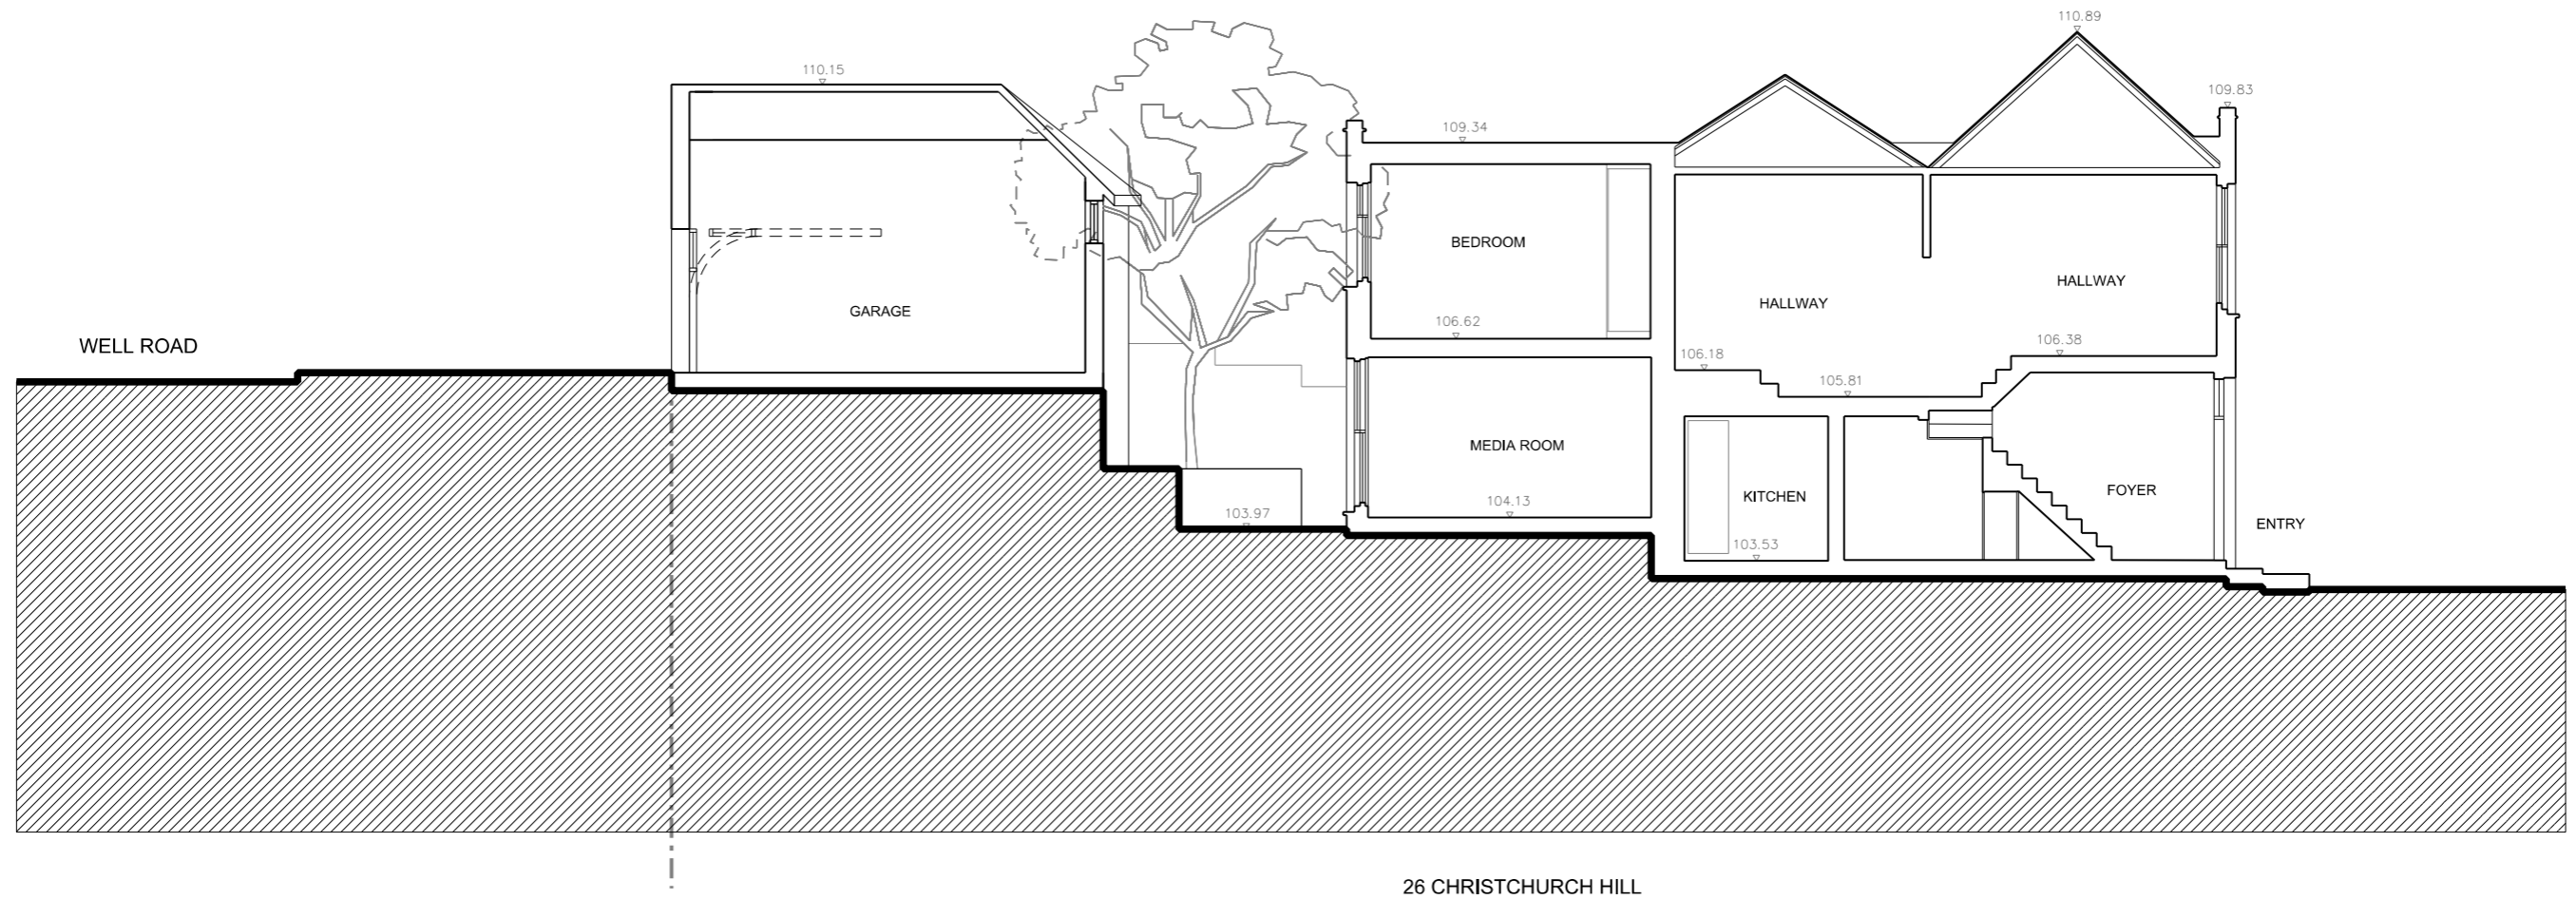 110.89
110.15
109.83
109.34
BEDROOM
HALLWAY
HALLWAY
GARAGE
106.62
WELL ROAD
106.38
106.18
105.81
MEDIA ROOM
FOYER
KITCHEN
104.13
103.97
ENTRY
103.53
26 CHRISTCHURCH HILL